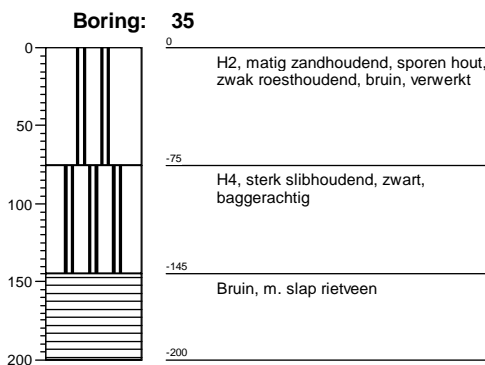 Boring: 35
0
0
H2, matig zandhoudend, sporen hout,
zwak roesthoudend, bruin, verwerkt
50
-75
H4, sterk slibhoudend, zwart,
baggerachtig
100
-145
150
Bruin, m. slap rietveen
200
-200